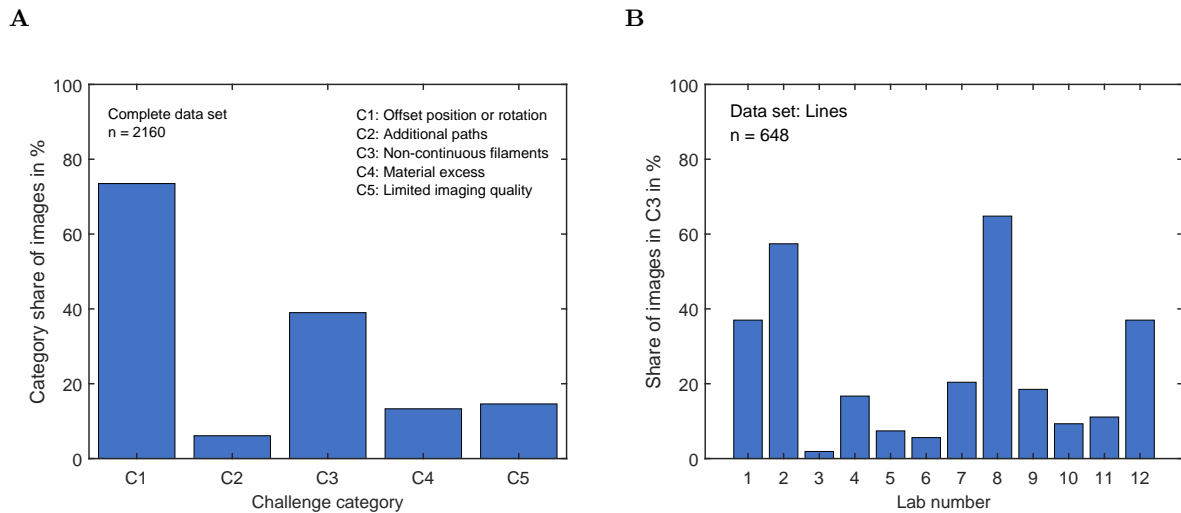 A
Category share of images in %
100
80
60
40
20
0
Complete data set
n = 2160
C1: Offset position or rotation
C2: Additional paths
C3: Non-continuous filaments
C4: Material excess
C5: Limited imaging quality
C1 C2 C3 C4 C5
Challenge category
B
Share of images in C3 in %
100
80
60
40
20
0
Data set: Lines
n = 648
1 2 3 4 5 6 7 8 9 10 11 12
Lab number